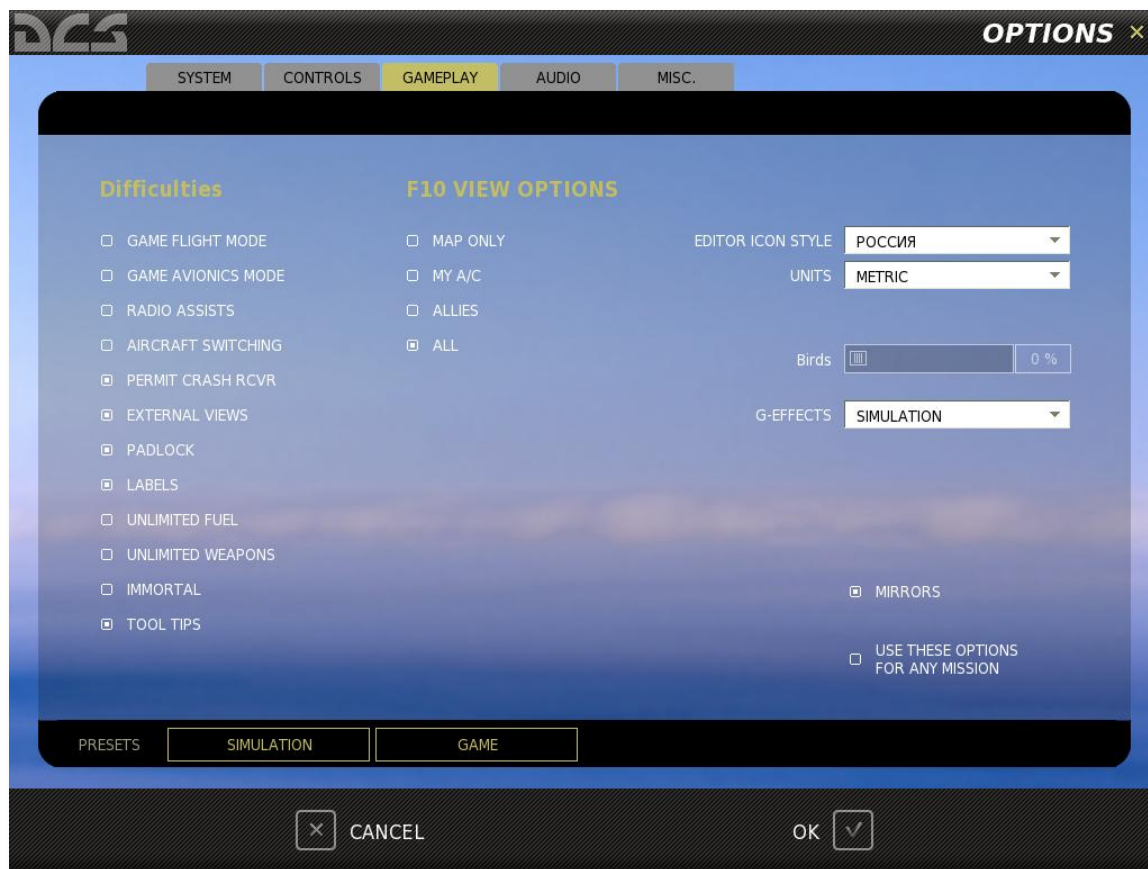 DCS
OPTIONS
SYSTEM CONTROLS GAMEPLAY AUDIO MISC.
Difficulties
GAME FLIGHT MODE
GAME AVIONICS MODE
RADIO ASSISTS
AIRCRAFT SWITCHING
PERMIT CRASH RCVR
EXTERNAL VIEWS
PADLOCK
LABELS
UNLIMITED FUEL
UNLIMITED WEAPONS
IMMORTAL
TOOL TIPS
F10 VIEW OPTIONS
MAP ONLY
MY A/C
ALLIES
ALL
EDITOR ICON STYLE РОССИЯ
UNITS METRIC
Birds 0 %
G-EFFECTS SIMULATION
MIRRORS
USE THESE OPTIONS
FOR ANY MISSION
PRESETS SIMULATION GAME
CANCEL OK